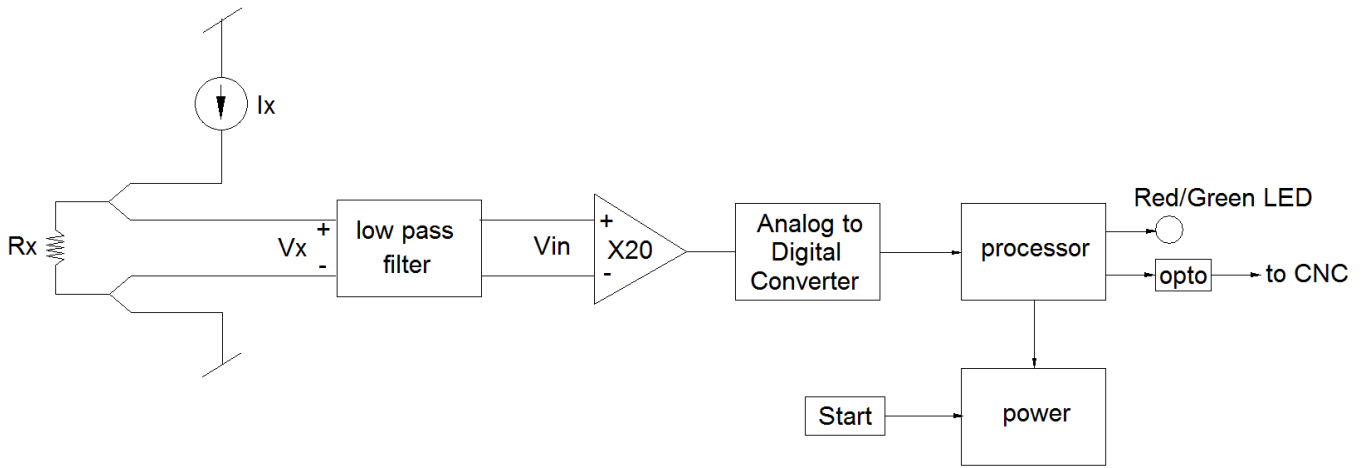 Ix
Rx
+
Vx
-
low pass
filter
Vin
+
X20
-
Analog to
Digital
Converter
processor
Red/Green LED
opto
to CNC
Start
power